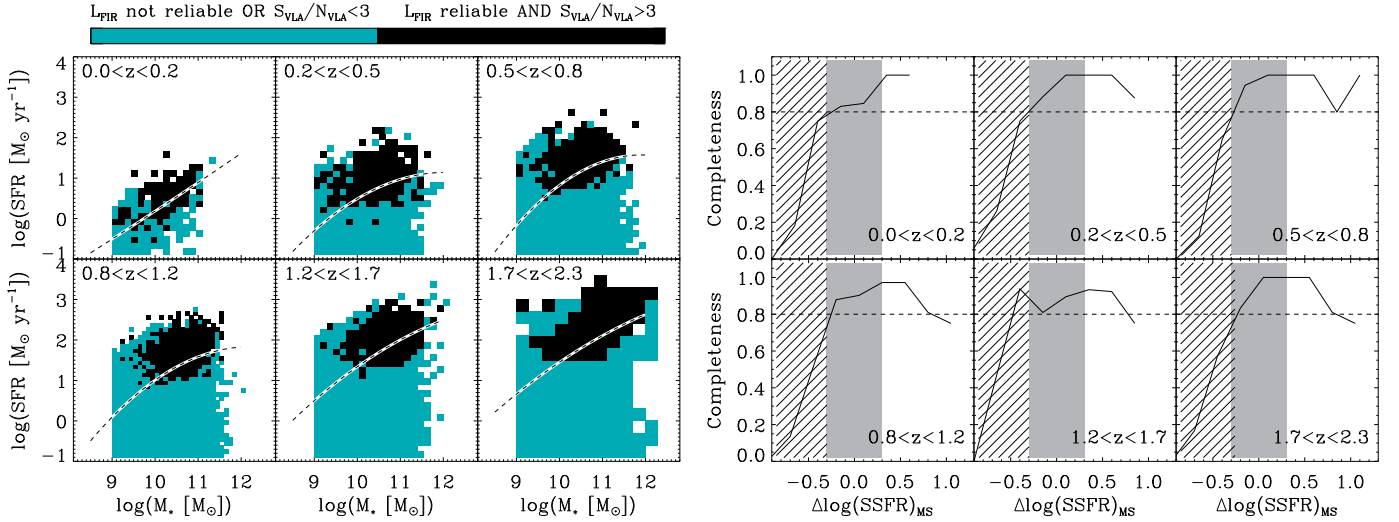 L_FIR not reliable OR S_VLA/N_VLA<3
L_FIR reliable AND S_VLA/N_VLA>3
log(SFR [M⊙ yr⁻¹])
4
3
2
1
0
−1
0.0<z<0.2
0.2<z<0.5
0.5<z<0.8
log(SFR [M⊙ yr⁻¹])
4
3
2
1
0
−1
0.8<z<1.2
1.2<z<1.7
1.7<z<2.3
9 10 11 12
9 10 11 12
9 10 11 12
log(M* [M⊙])
log(M* [M⊙])
log(M* [M⊙])
Completeness
1.0
0.8
0.6
0.4
0.2
0.0
0.0<z<0.2
0.2<z<0.5
0.5<z<0.8
Completeness
1.0
0.8
0.6
0.4
0.2
0.0
0.8<z<1.2
1.2<z<1.7
1.7<z<2.3
−0.5 0.0 0.5 1.0
−0.5 0.0 0.5 1.0
−0.5 0.0 0.5 1.0
Δlog(SSFR)_MS
Δlog(SSFR)_MS
Δlog(SSFR)_MS